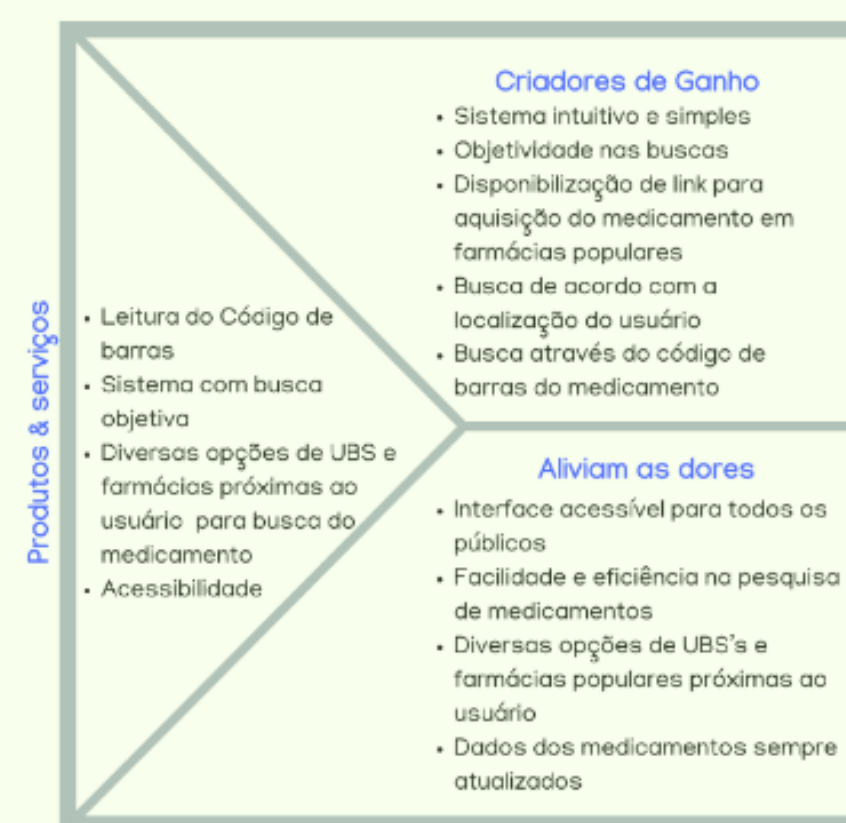 Produtos & serviços
• Leitura do Código de
barras
• Sistema com busca
objetiva
• Diversas opções de UBS e
farmácias próximas ao
usuário para busca do
medicamento
• Acessibilidade
Criadores de Ganho
• Sistema intuitivo e simples
• Objetividade nas buscas
• Disponibilização de link para
aquisição do medicamento em
farmácias populares
• Busca de acordo com a
localização do usuário
• Busca através do código de
barras do medicamento
Aliviam as dores
• Interface acessível para todos os
públicos
• Facilidade e eficiência na pesquisa
de medicamentos
• Diversas opções de UBS's e
farmácias populares próximas ao
usuário
• Dados dos medicamentos sempre
atualizados